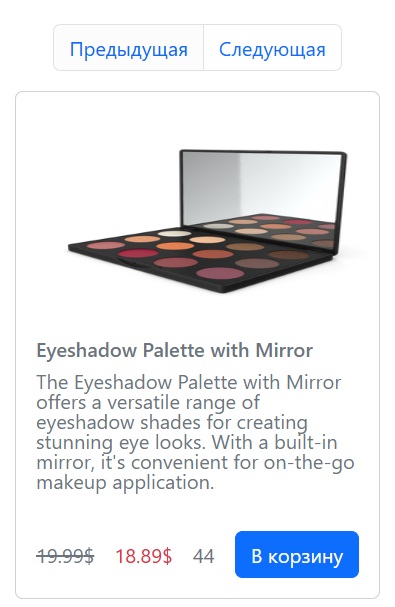 Предыдущая Следующая
Eyeshadow Palette with Mirror
The Eyeshadow Palette with Mirror
offers a versatile range of
eyeshadow shades for creating
stunning eye looks. With a built-in
mirror, it's convenient for on-the-go
makeup application.
19.99$ 18.89$ 44 В корзину